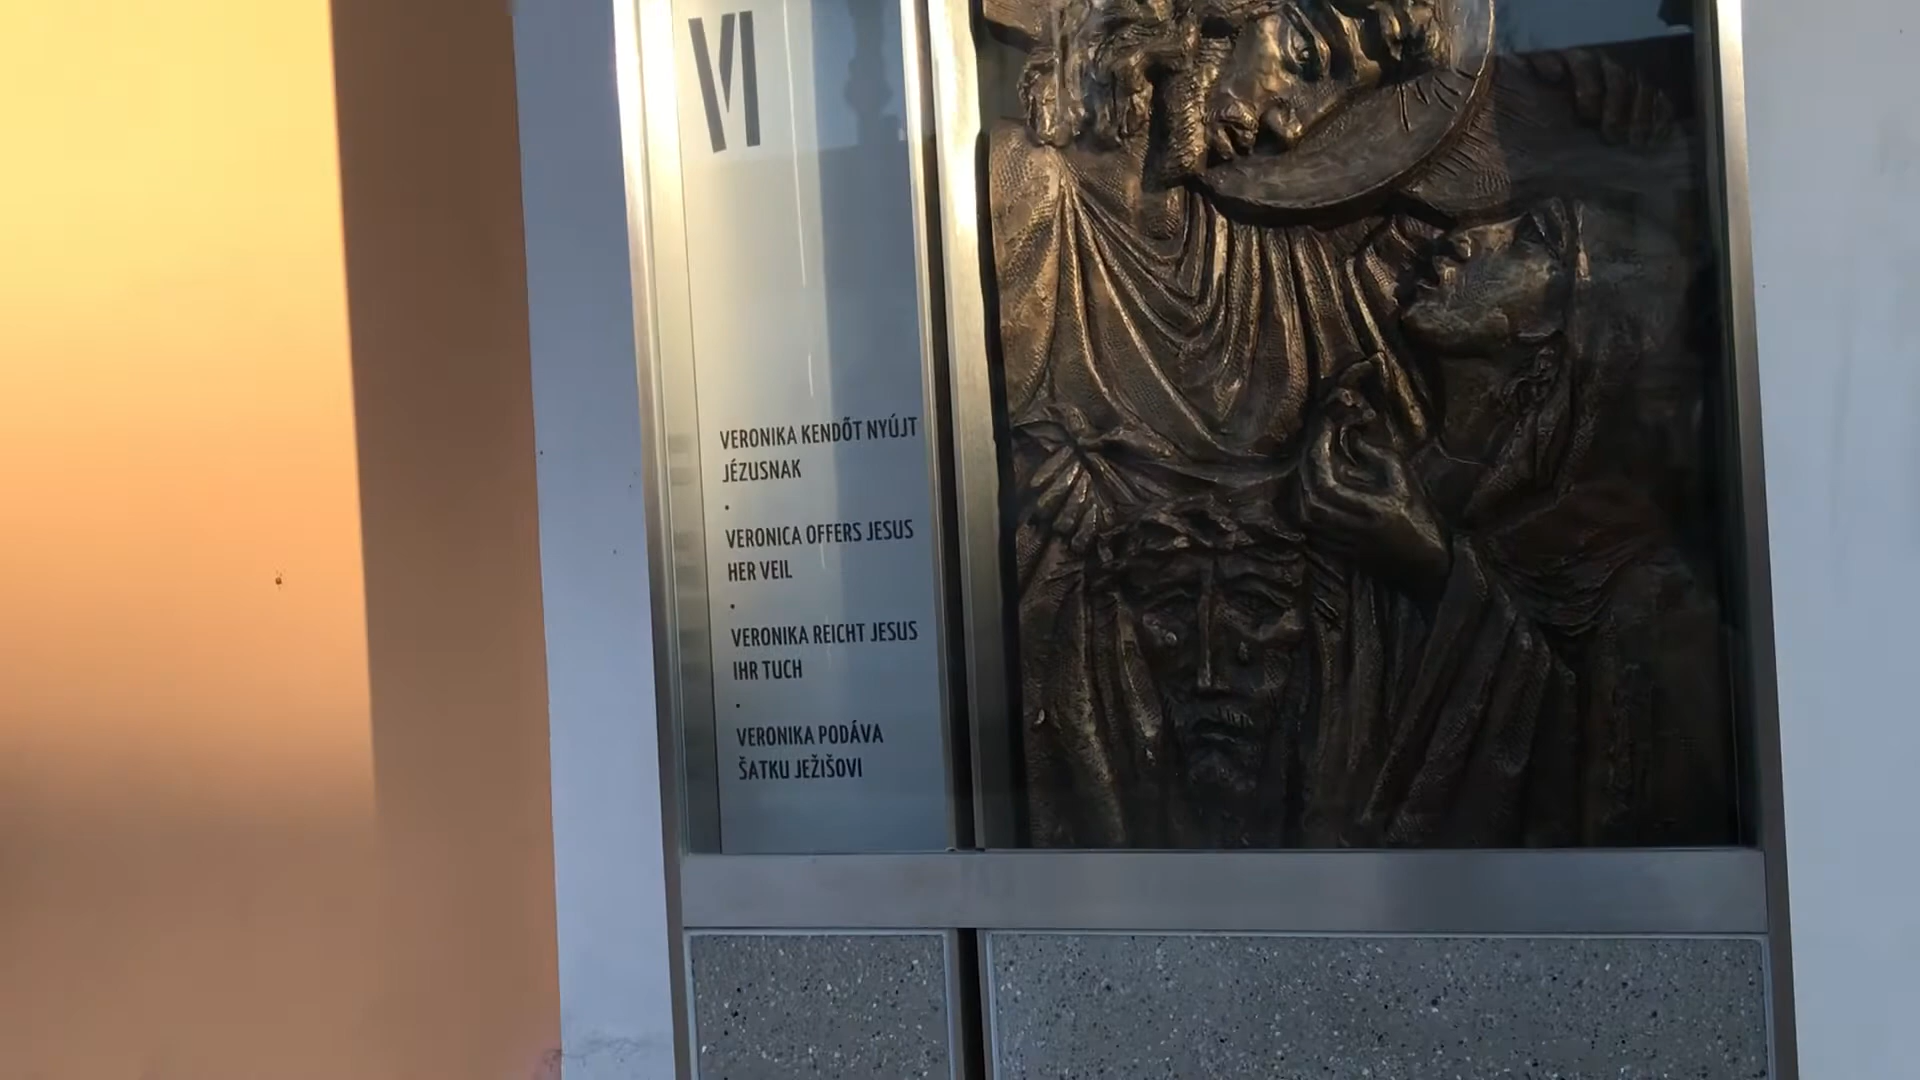 VI
VERONIKA KENDŐT NYÚJT
JÉZUSNAK
•
VERONICA OFFERS JESUS
HER VEIL
•
VERONIKA REICHT JESUS
IHR TUCH
•
VERONIKA PODÁVA
ŠATKU JEŽIŠOVI